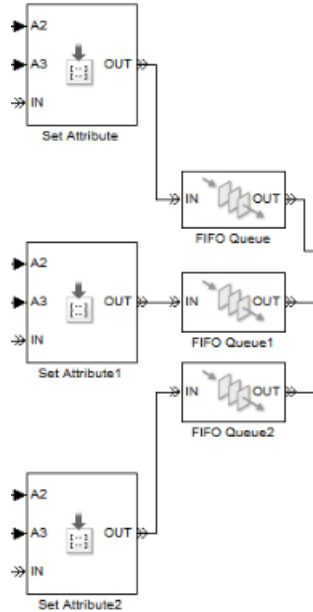 A2
A3 OUT
IN
Set Attribute
IN OUT
FIFO Queue
A2
A3 OUT
IN
Set Attribute1
IN OUT
FIFO Queue1
IN OUT
FIFO Queue2
A2
A3 OUT
IN
Set Attribute2